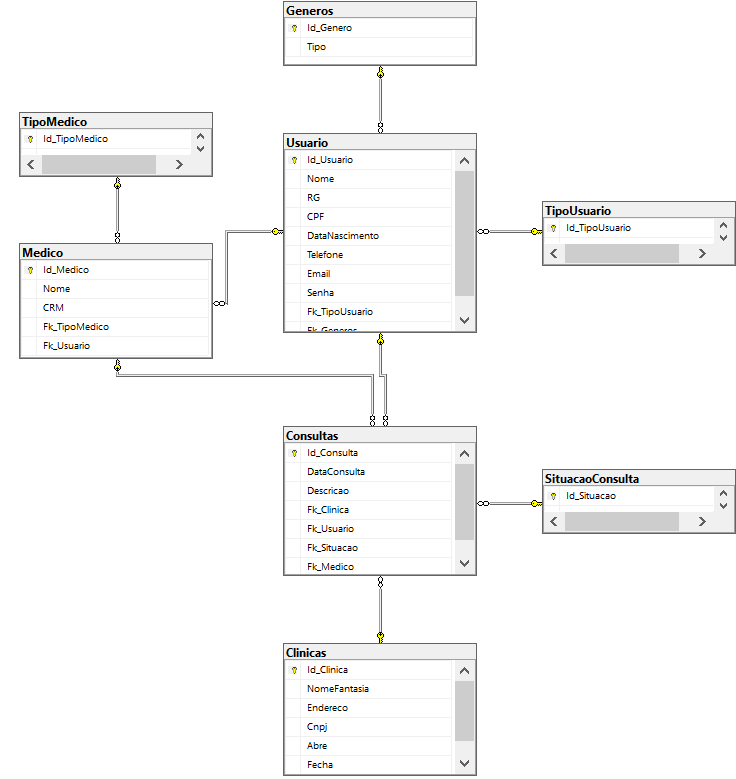 Generos
Id_Genero
Tipo
TipoMedico
Id_TipoMedico
Usuario
Id_Usuario
Nome
RG
CPF
DataNascimento
Telefone
Email
Senha
Fk_TipoUsuario
Fk_Generos
TipoUsuario
Id_TipoUsuario
Medico
Id_Medico
Nome
CRM
Fk_TipoMedico
Fk_Usuario
Consultas
Id_Consulta
DataConsulta
Descricao
Fk_Clinica
Fk_Usuario
Fk_Situacao
Fk_Medico
SituacaoConsulta
Id_Situacao
Clinicas
Id_Clinica
NomeFantasia
Endereco
Cnpj
Abre
Fecha